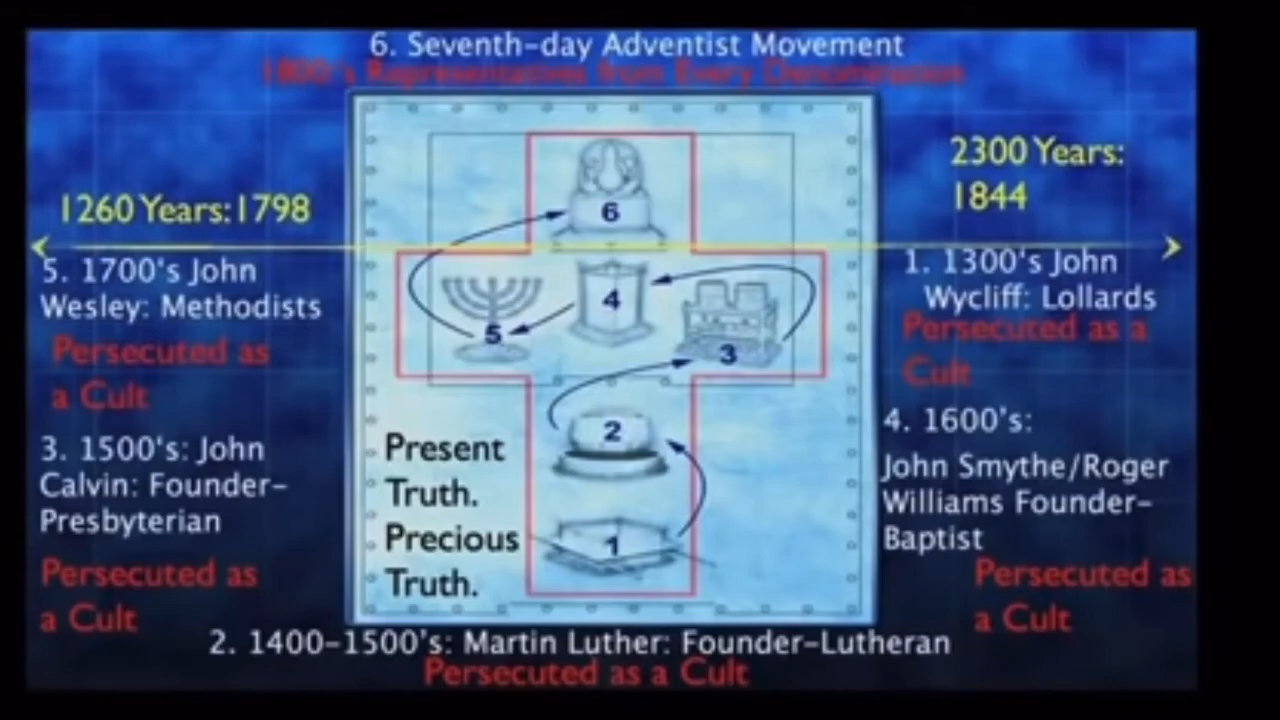 6. Seventh-day Adventist Movement
1800's Representatives from Every Denomination
2300 Years:
1844
1260 Years:1798
5. 1700's John
Wesley: Methodists
Persecuted as
a Cult
3. 1500's: John
Calvin: Founder-
Presbyterian
Persecuted as
a Cult
6
4
5
3
2
1
Present
Truth.
Precious
Truth.
1. 1300's John
Wycliff: Lollards
Persecuted as a
Cult
4. 1600's:
John Smythe/Roger
Williams Founder-
Baptist
Persecuted as
a Cult
2. 1400-1500's: Martin Luther: Founder-Lutheran
Persecuted as a Cult